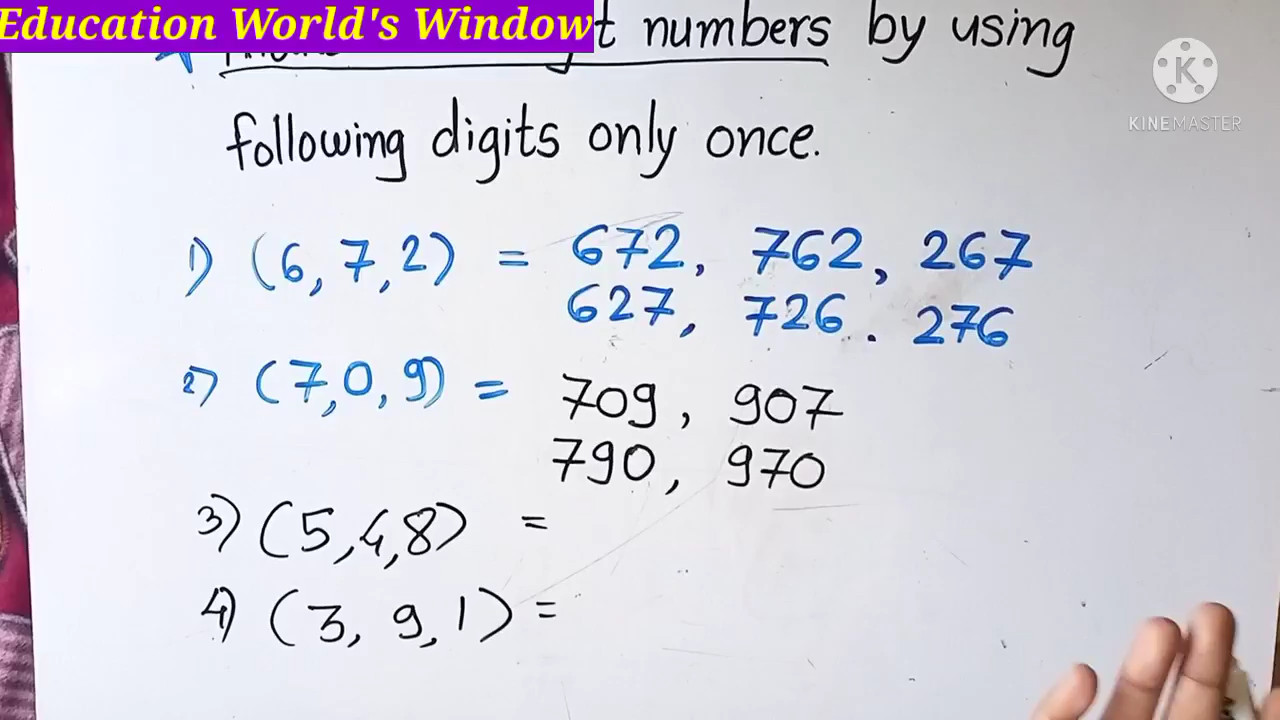 Education World's Window
numbers by using
following digits only once.
1) (6, 7, 2) = 672, 762, 267
627, 726. 276
2) (7, 0, 9) = 709, 907
790, 970
3) (5, 4, 8) =
4) (3, 9, 1) =
K
KINEMASTER